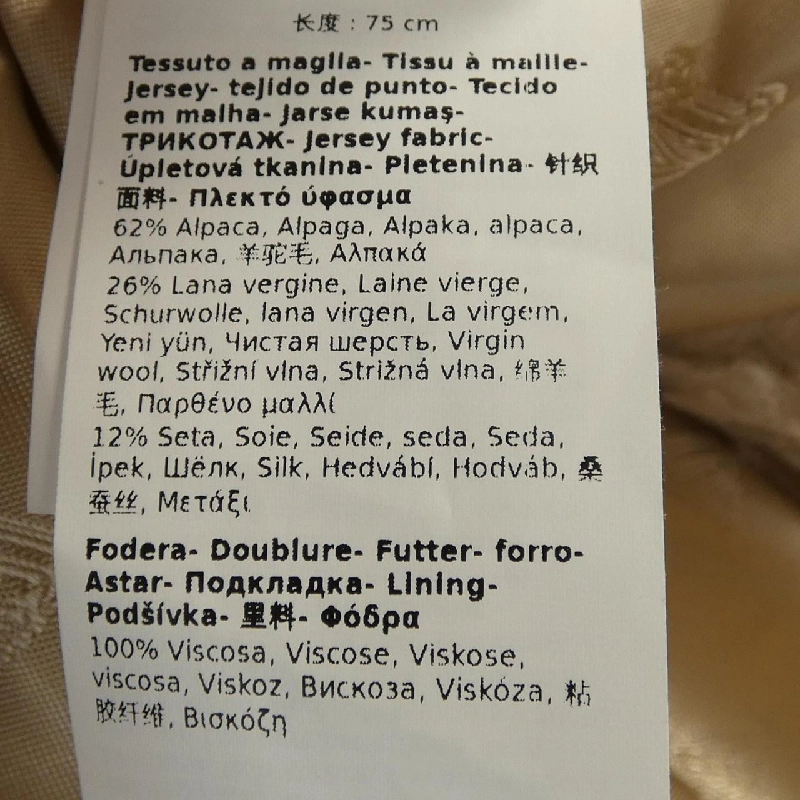 长度：75 cm
Tessuto a maglia- Tissu à maille-
Jersey- tejido de punto- Tecido
em malha- Jarse kumaş-
ТРИКОТАЖ- Jersey fabric-
Úpletová tkanina- Pletenina- 针织
面料- Πλεκτό ύφασμα
62% Alpaca, Alpaga, Alpaka, alpaca,
Альпака, 羊驼毛, Αλπακά
26% Lana vergine, Laine vierge,
Schurwolle, lana virgen, La virgem,
Yeni yün, Чистая шерсть, Virgin
wool, Střižní vlna, Strižná vlna, 绵羊
毛, Παρθένο μαλλί
12% Seta, Soie, Seide, seda, Seda,
İpek, Шёлк, Silk, Hedvábí, Hodváb, 桑
蚕丝, Μετάξι
Fodera- Doublure- Futter- forro-
Astar- Подкладка- Lining-
Podšívka- 里料- Φόδρα
100% Viscosa, Viscose, Viskose,
viscosa, Viskoz, Вискоза, Viskóza, 粘
胶纤维, Βισκόζη